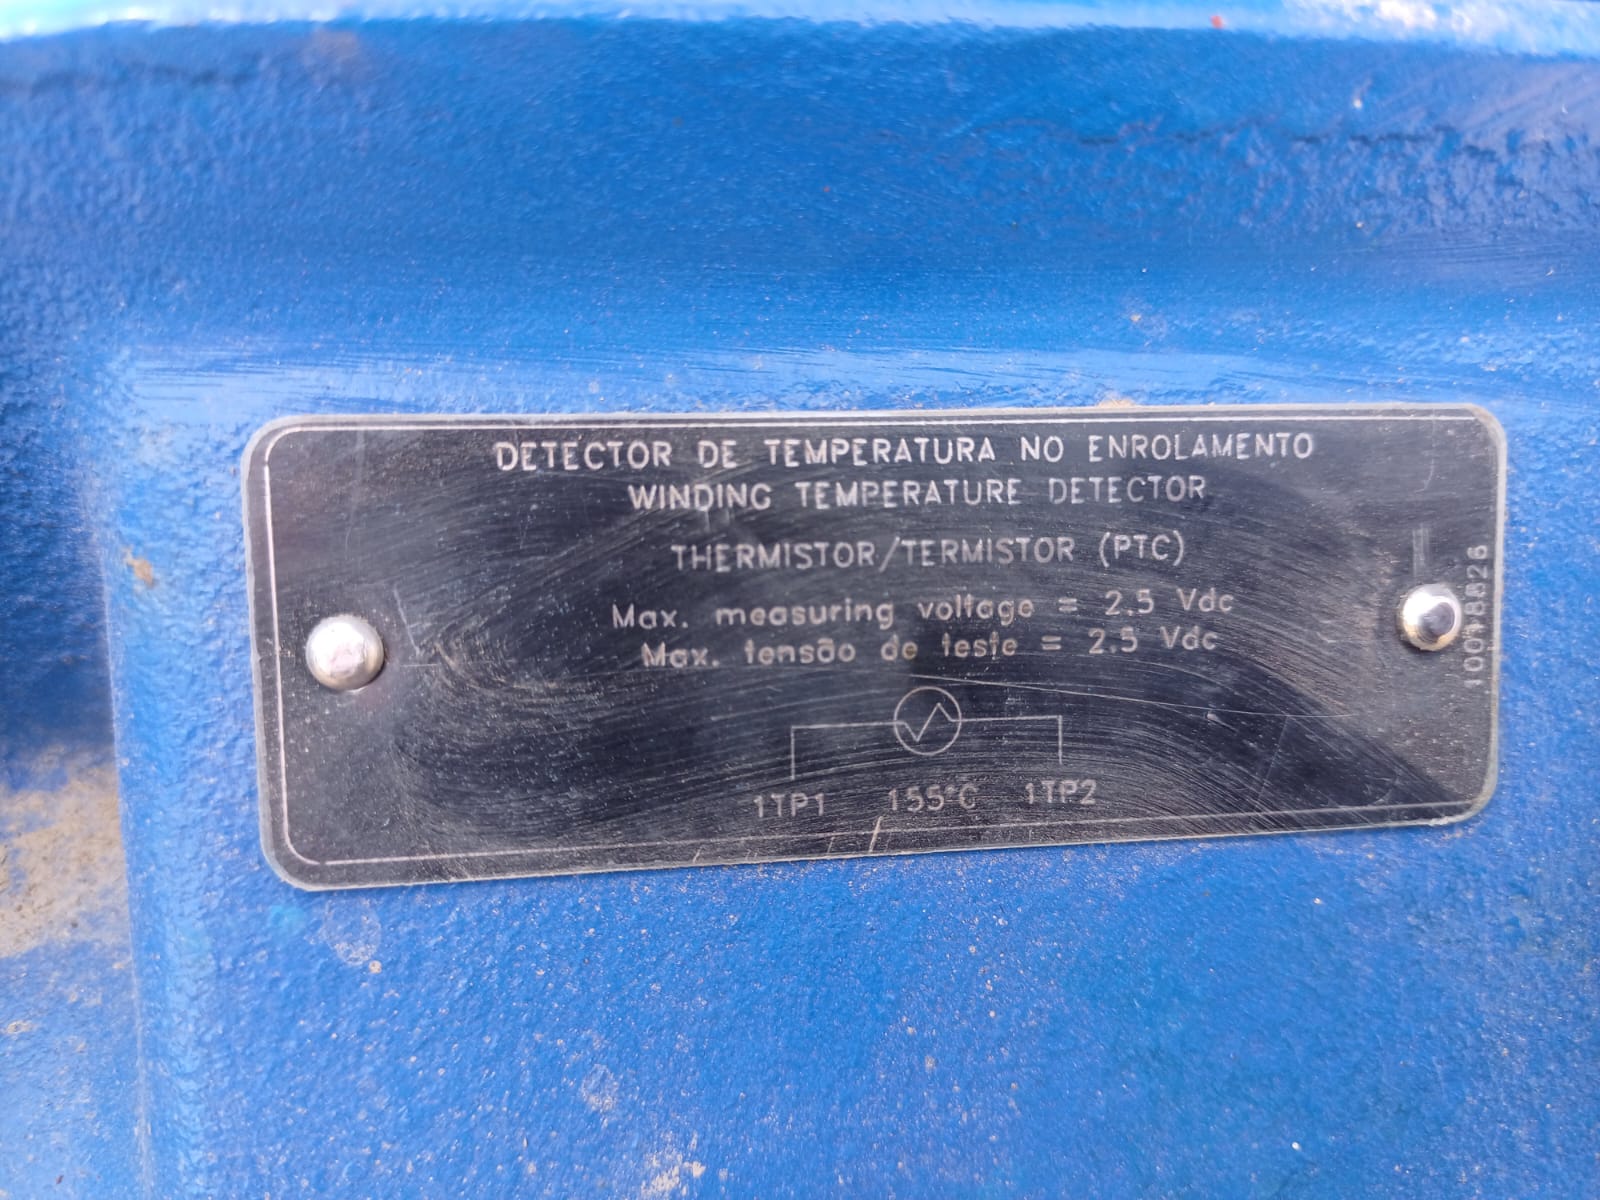 DETECTOR DE TEMPERATURA NO ENROLAMENTO
WINDING TEMPERATURE DETECTOR
THERMISTOR/TERMISTOR (PTC)
Max. measuring voltage = 2.5 Vdc
Max. tensão de teste = 2.5 Vdc
1TP1 155°C 1TP2